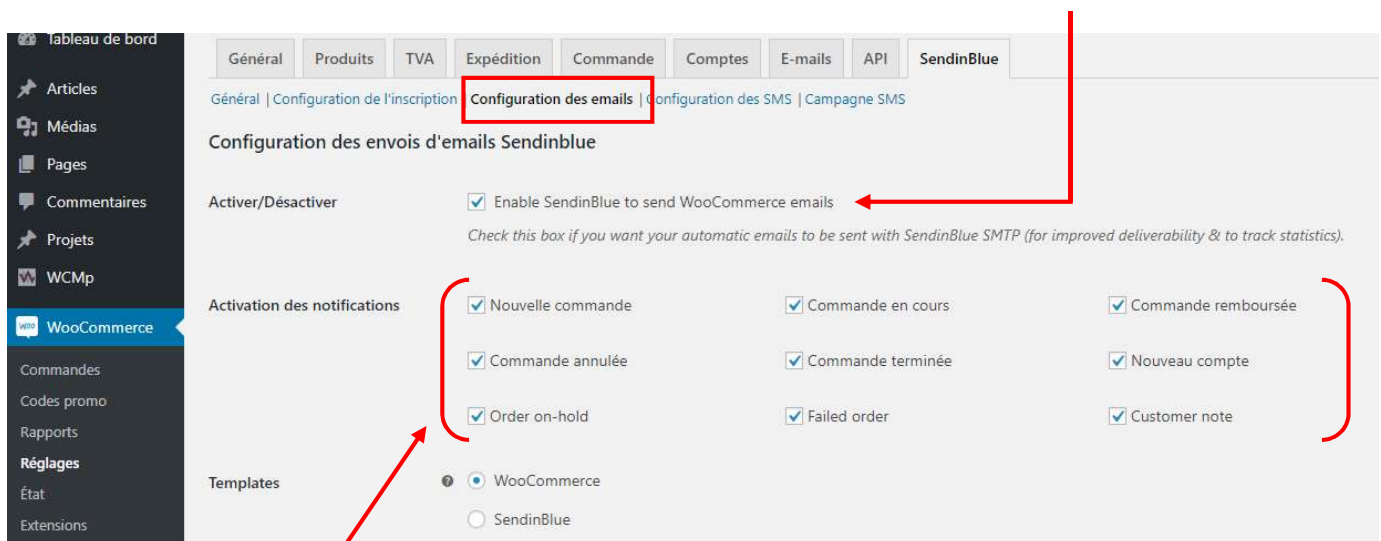 Tableau de bord
Articles
Médias
Pages
Commentaires
Projets
WCMp
WOO WooCommerce
Commandes
Codes promo
Rapports
Réglages
État
Extensions
Général Produits TVA Expédition Commande Comptes E-mails API SendinBlue
Général | Configuration de l'inscription | Configuration des emails | Configuration des SMS | Campagne SMS
Configuration des envois d'emails Sendinblue
Activer/Désactiver Enable SendinBlue to send WooCommerce emails
Check this box if you want your automatic emails to be sent with SendinBlue SMTP (for improved deliverability & to track statistics).
Activation des notifications Nouvelle commande Commande en cours Commande remboursée
Commande annulée Commande terminée Nouveau compte
Order on-hold Failed order Customer note
Templates WooCommerce
SendinBlue